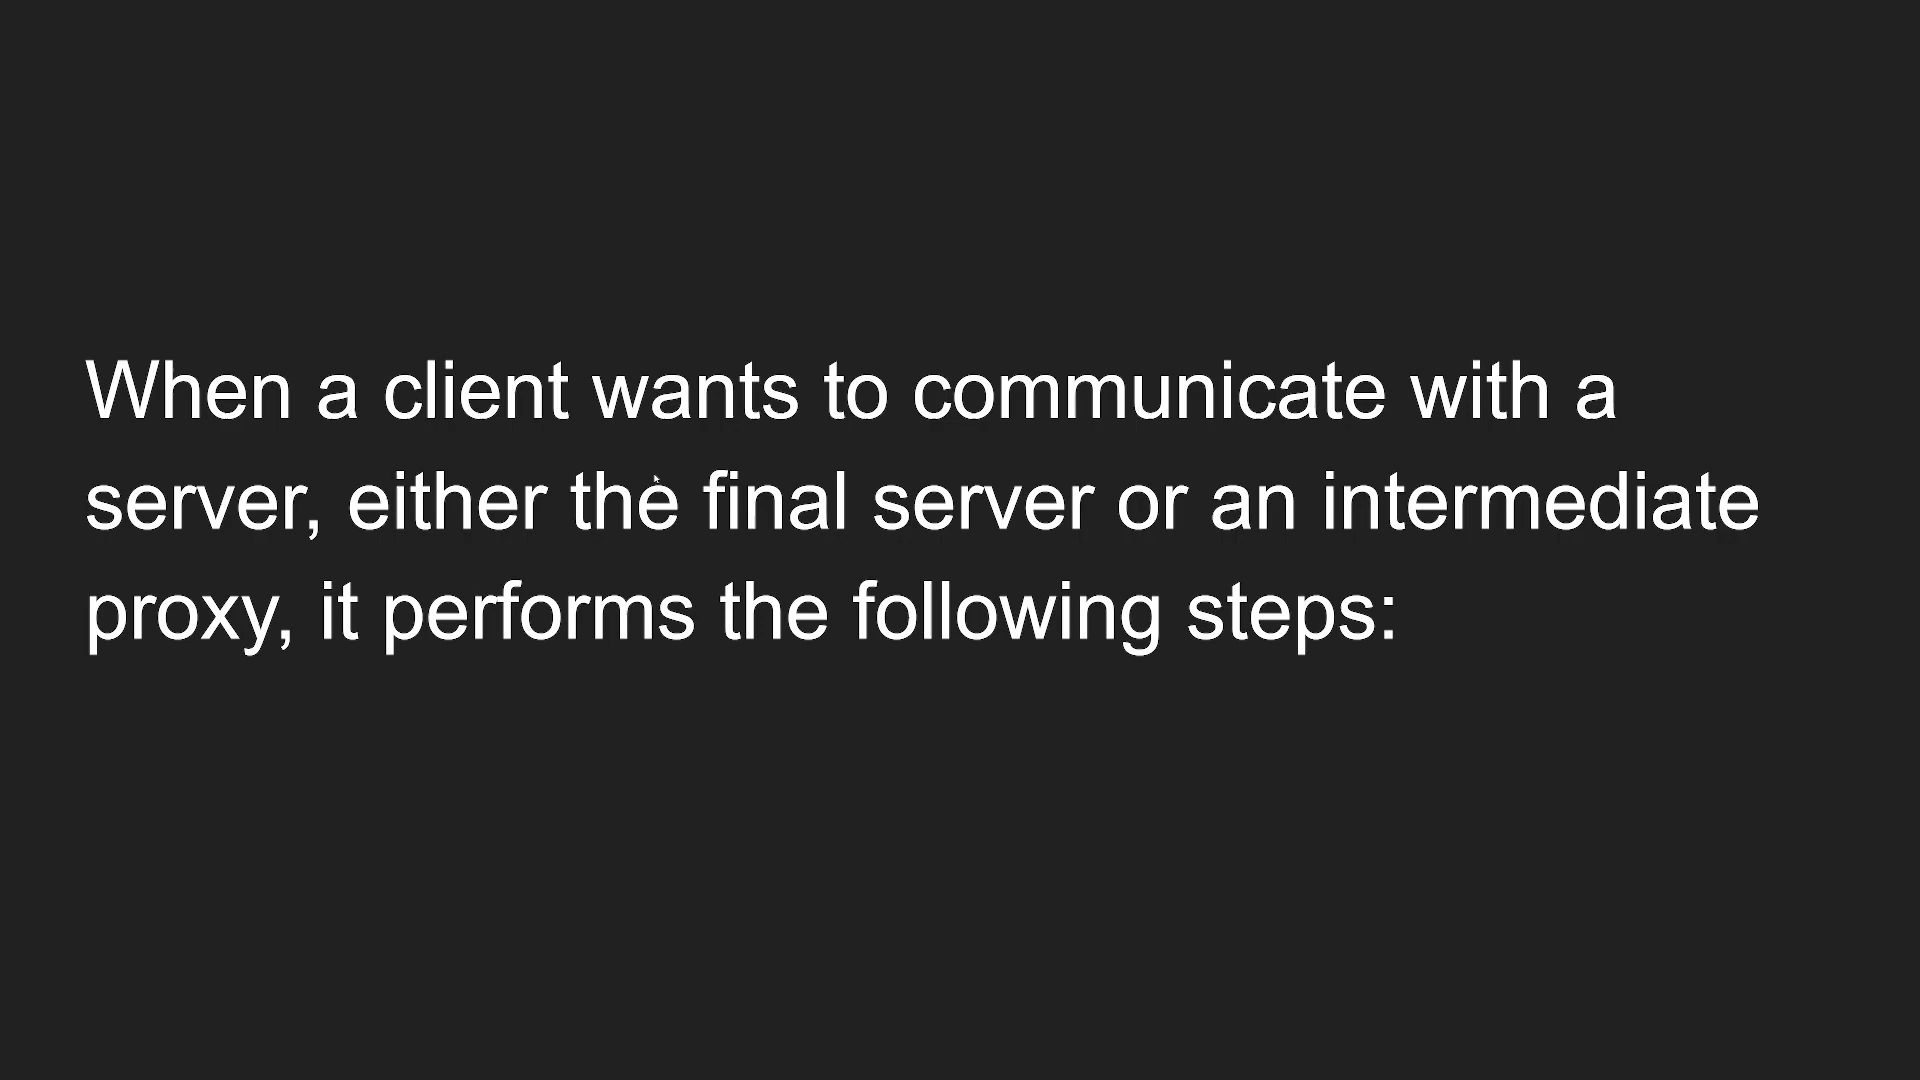 When a client wants to communicate with a
server, either the final server or an intermediate
proxy, it performs the following steps: